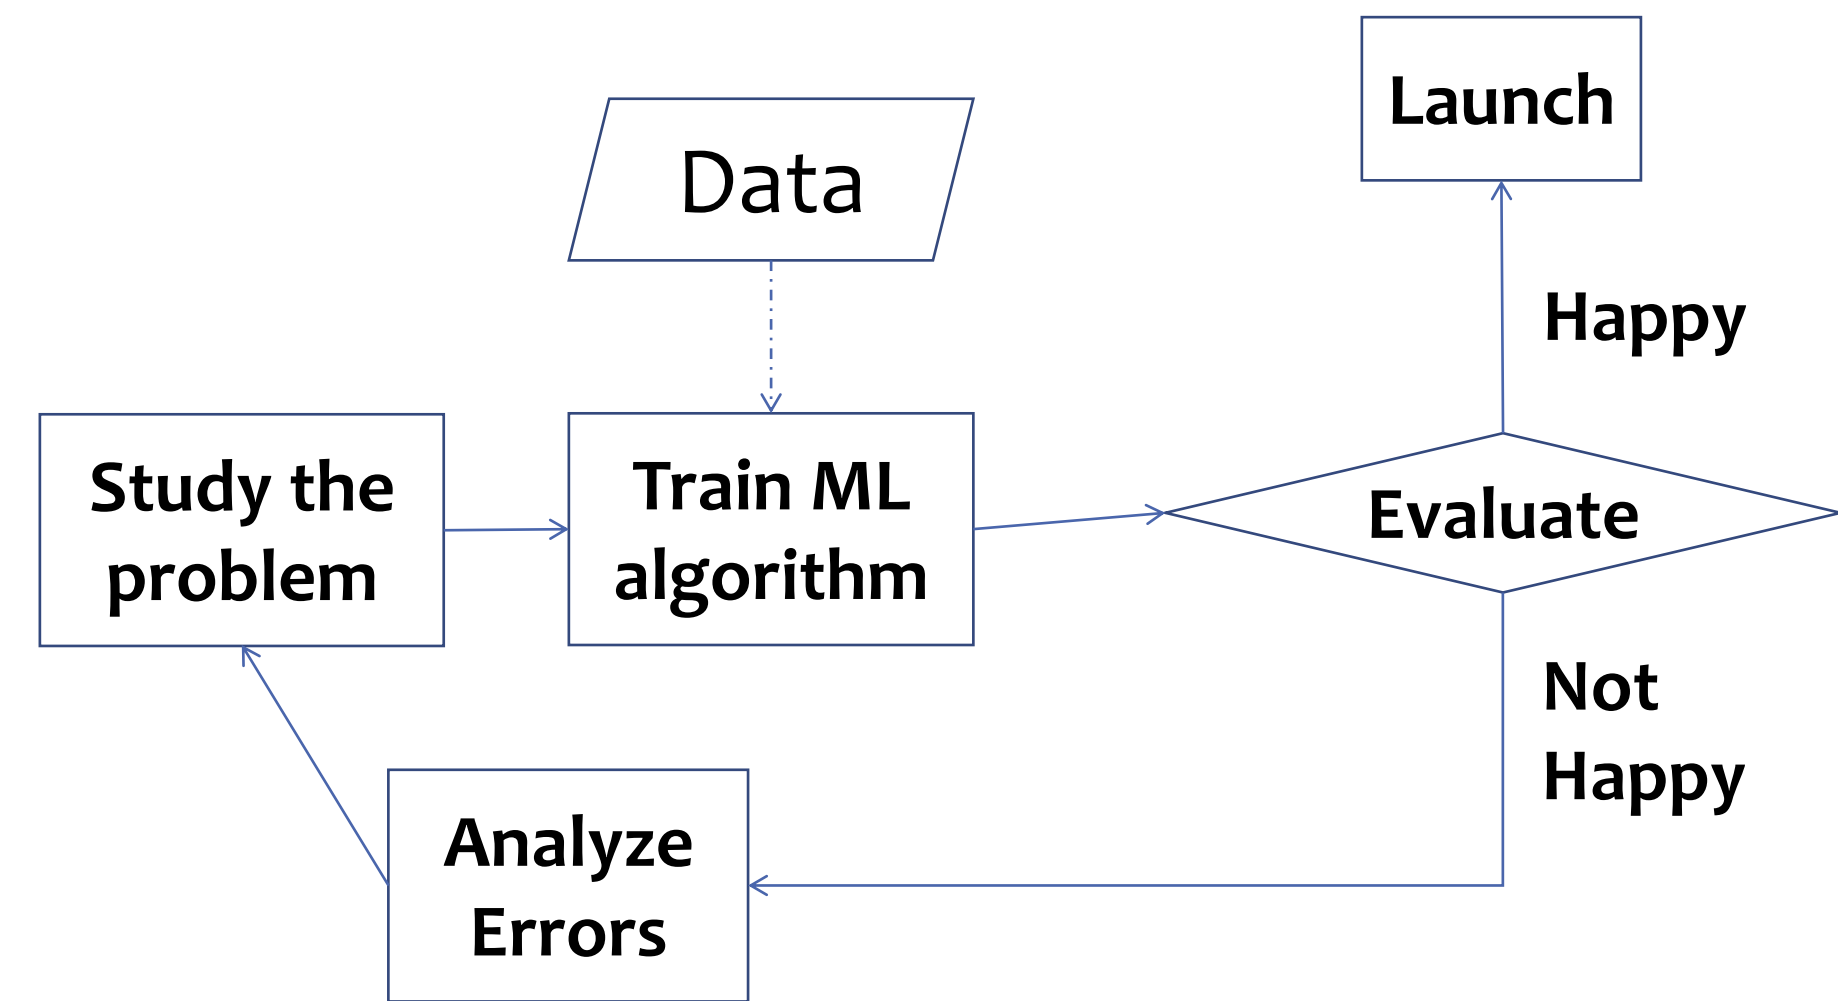 Launch
Data
Happy
Study the
problem
Train ML
algorithm
Evaluate
Not
Happy
Analyze
Errors